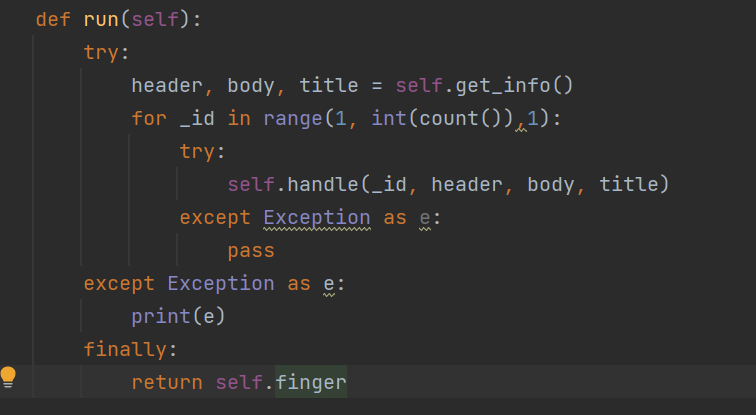 def run(self):
try:
header, body, title = self.get_info()
for _id in range(1, int(count()),1):
try:
self.handle(_id, header, body, title)
except Exception as e:
pass
except Exception as e:
print(e)
finally:
return self.finger